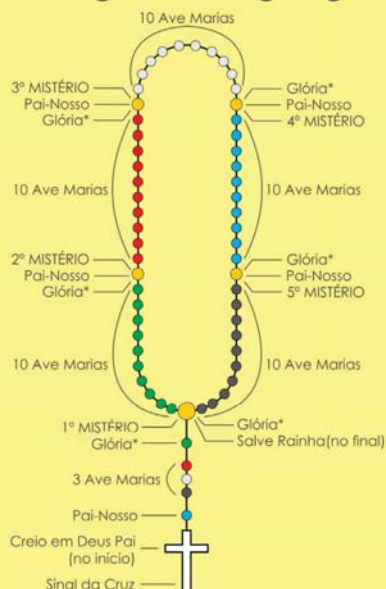 10 Ave Marias
3º MISTÉRIO
Pai-Nosso
Glória*
Glória*
Pai-Nosso
4º MISTÉRIO
10 Ave Marias
10 Ave Marias
2º MISTÉRIO
Pai-Nosso
Glória*
Glória*
Pai-Nosso
5º MISTÉRIO
10 Ave Marias
10 Ave Marias
1º MISTÉRIO
Glória*
Glória*
Salve Rainha(no final)
3 Ave Marias
Pai-Nosso
Creio em Deus Pai
(no início)
Sinal da Cruz